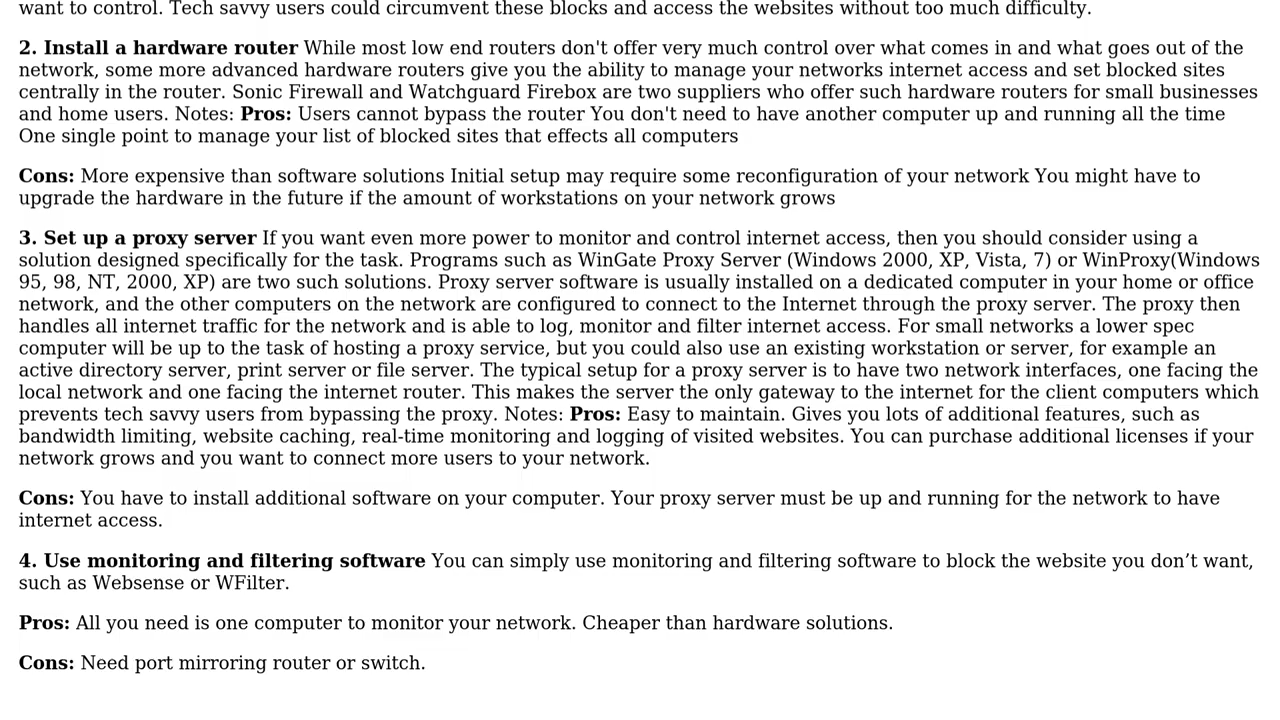 want to control. Tech savvy users could circumvent these blocks and access the websites without too much difficulty.
2. Install a hardware router While most low end routers don't offer very much control over what comes in and what goes out of the
network, some more advanced hardware routers give you the ability to manage your networks internet access and set blocked sites
centrally in the router. Sonic Firewall and Watchguard Firebox are two suppliers who offer such hardware routers for small businesses
and home users. Notes: Pros: Users cannot bypass the router You don't need to have another computer up and running all the time
One single point to manage your list of blocked sites that effects all computers
Cons: More expensive than software solutions Initial setup may require some reconfiguration of your network You might have to
upgrade the hardware in the future if the amount of workstations on your network grows
3. Set up a proxy server If you want even more power to monitor and control internet access, then you should consider using a
solution designed specifically for the task. Programs such as WinGate Proxy Server (Windows 2000, XP, Vista, 7) or WinProxy(Windows
95, 98, NT, 2000, XP) are two such solutions. Proxy server software is usually installed on a dedicated computer in your home or office
network, and the other computers on the network are configured to connect to the Internet through the proxy server. The proxy then
handles all internet traffic for the network and is able to log, monitor and filter internet access. For small networks a lower spec
computer will be up to the task of hosting a proxy service, but you could also use an existing workstation or server, for example an
active directory server, print server or file server. The typical setup for a proxy server is to have two network interfaces, one facing the
local network and one facing the internet router. This makes the server the only gateway to the internet for the client computers which
prevents tech savvy users from bypassing the proxy. Notes: Pros: Easy to maintain. Gives you lots of additional features, such as
bandwidth limiting, website caching, real-time monitoring and logging of visited websites. You can purchase additional licenses if your
network grows and you want to connect more users to your network.
Cons: You have to install additional software on your computer. Your proxy server must be up and running for the network to have
internet access.
4. Use monitoring and filtering software You can simply use monitoring and filtering software to block the website you don’t want,
such as Websense or WFilter.
Pros: All you need is one computer to monitor your network. Cheaper than hardware solutions.
Cons: Need port mirroring router or switch.